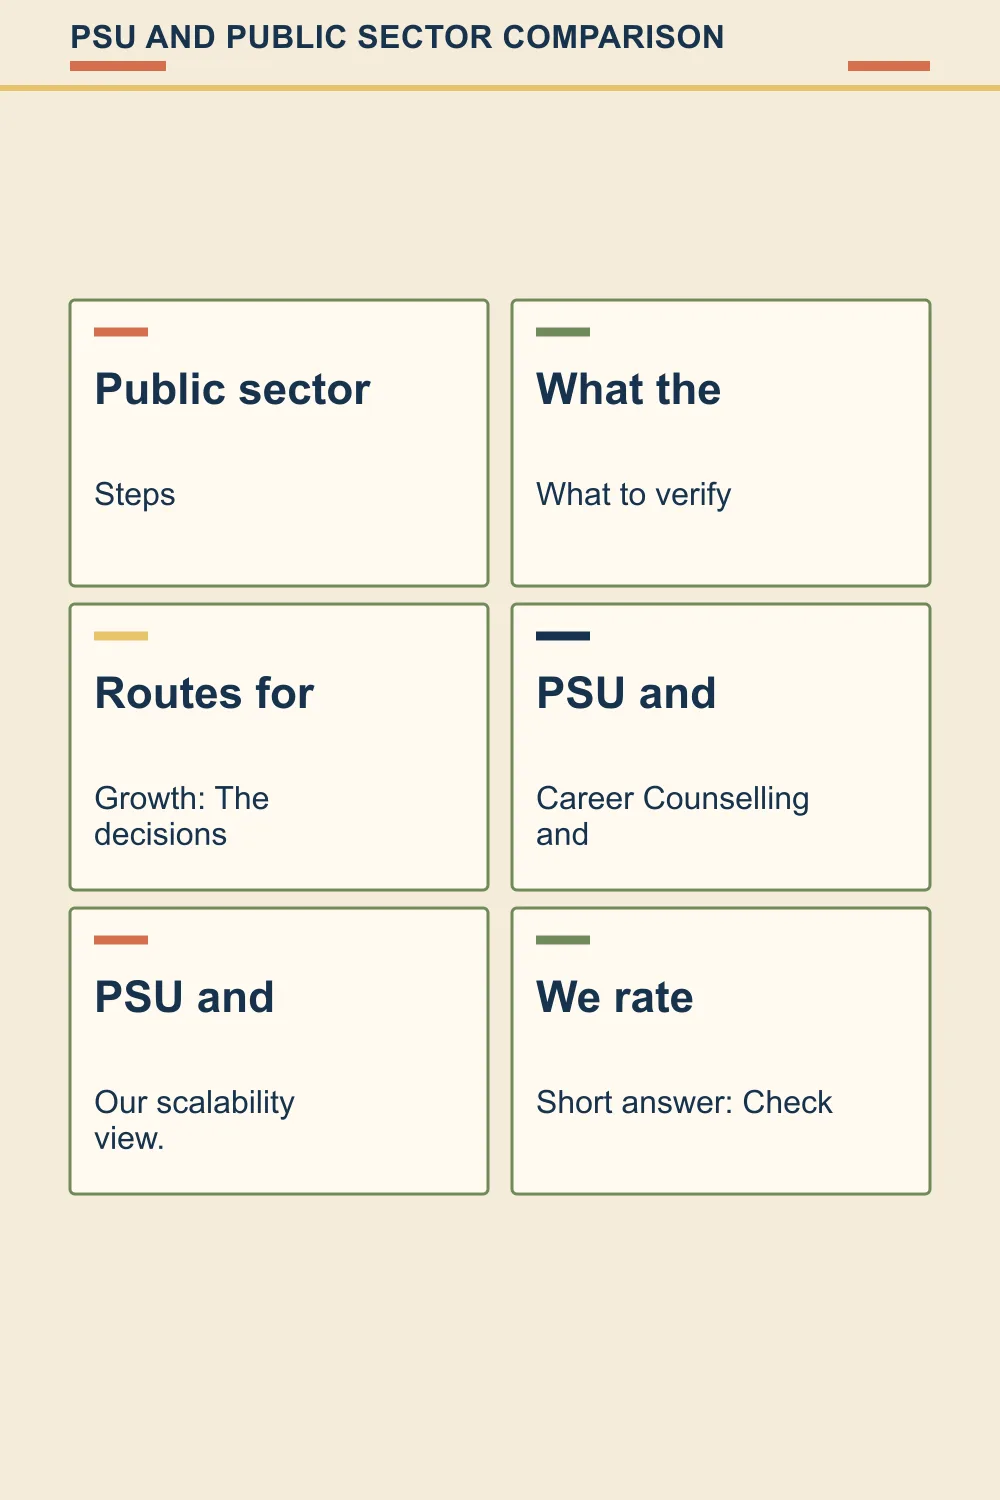 PSU AND PUBLIC SECTOR COMPARISON
Public sector
Steps
What the
What to verify
Routes for
Growth: The
decisions
PSU and
Career Counselling
and
PSU and
Our scalability
view.
We rate
Short answer: Check